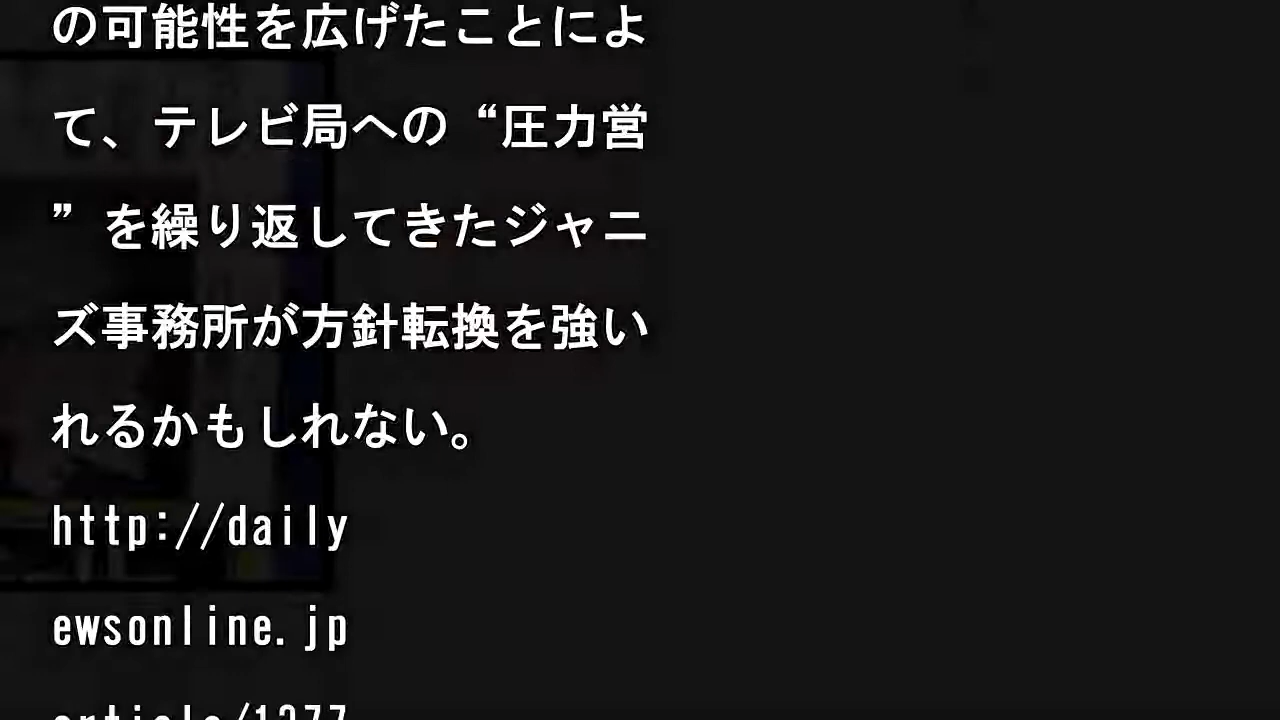 の可能性を広げたことによ
て、テレビ局への“圧力営
”を繰り返してきたジャニ
ズ事務所が方針転換を強い
れるかもしれない。
http://daily
ewsonline.jp
article/1277